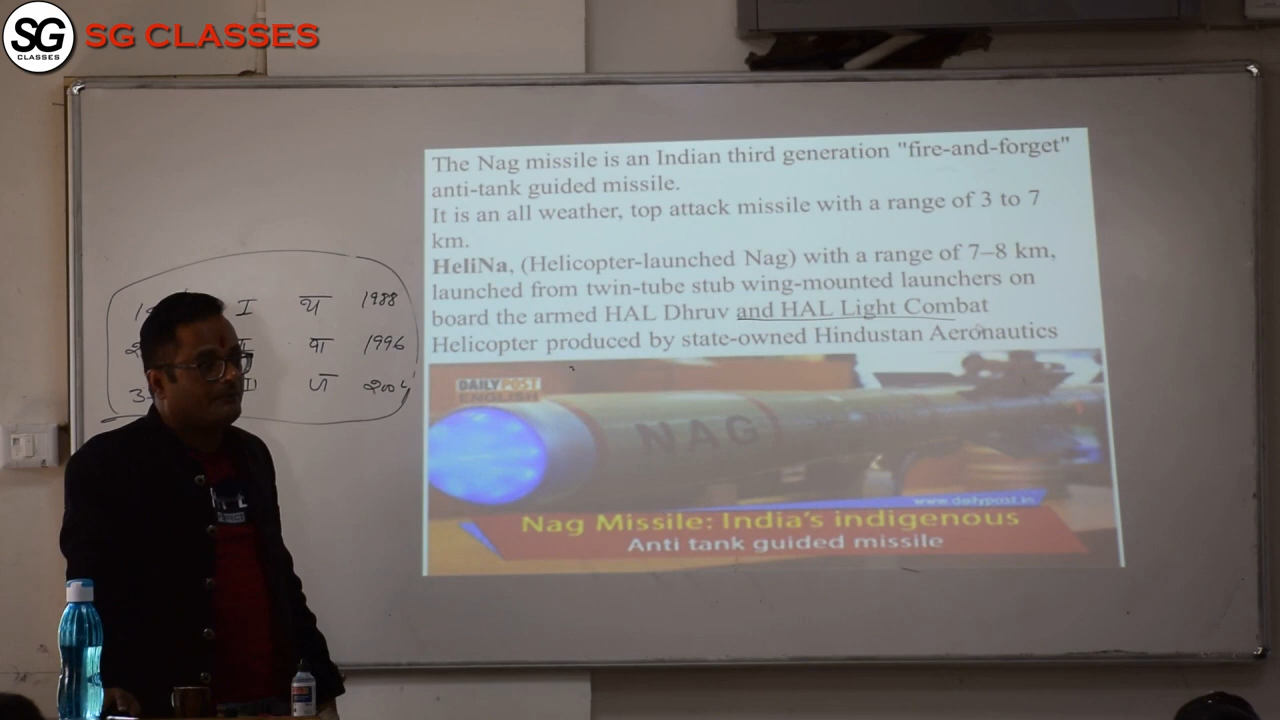 SG
CLASSES
SG CLASSES
The Nag missile is an Indian third generation "fire-and-forget"
anti-tank guided missile.
It is an all weather, top attack missile with a range of 3 to 7
km.
HeliNa, (Helicopter-launched Nag) with a range of 7–8 km,
launched from twin-tube stub wing-mounted launchers on
board the armed HAL Dhruv and HAL Light Combat
Helicopter produced by state-owned Hindustan Aeronautics
I य 1988
पा 1996
3 ज
DAILYPOST
ENGLISH
NAG
www.dailypost.in
Nag Missile: India's indigenous
Anti tank guided missile